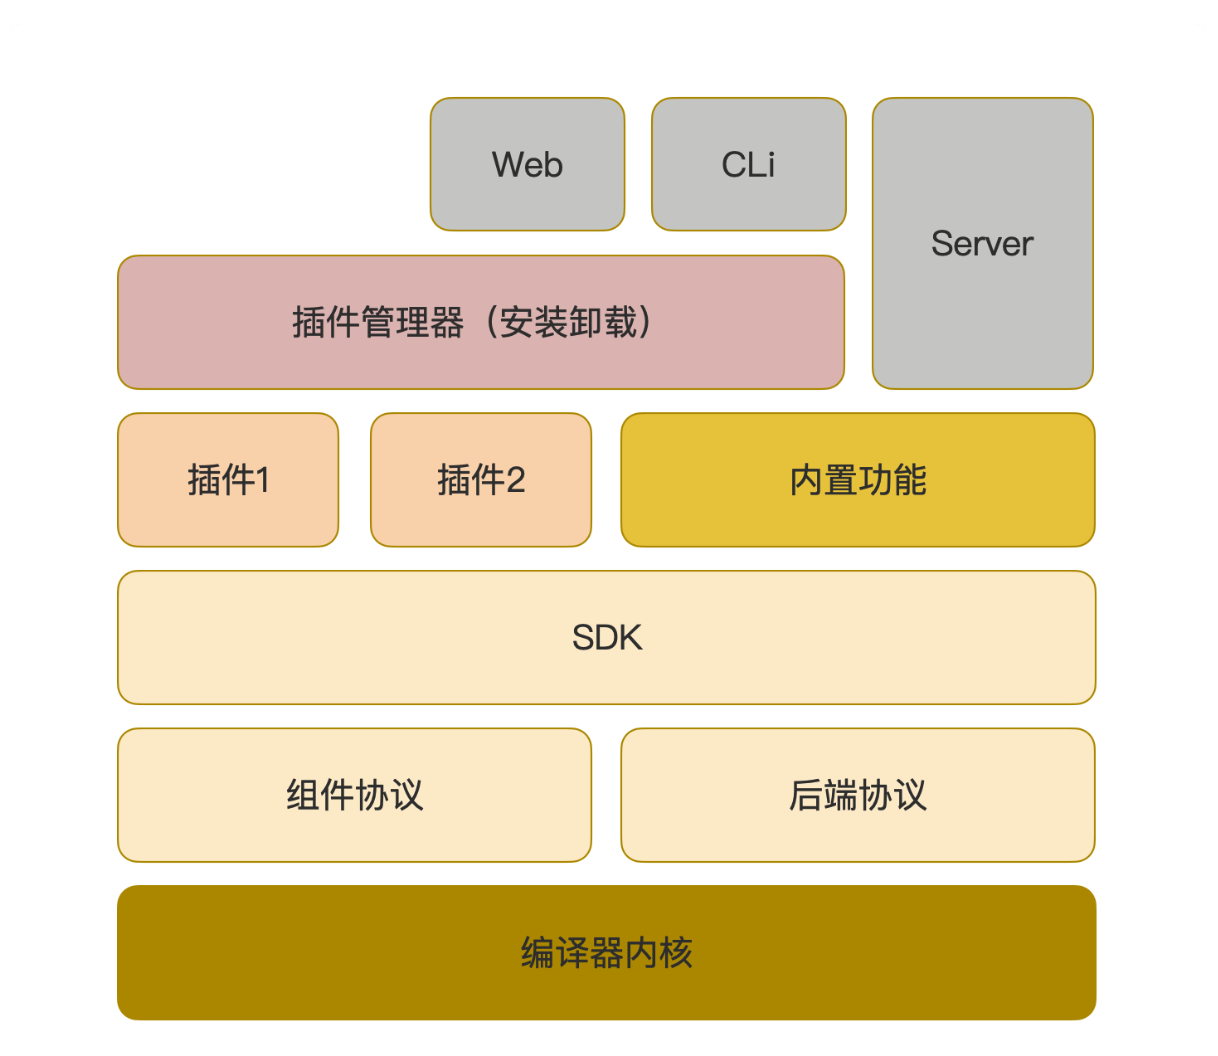 Web
CLi
Server
插件管理器（安装卸载）
插件1
插件2
内置功能
SDK
组件协议
后端协议
编译器内核